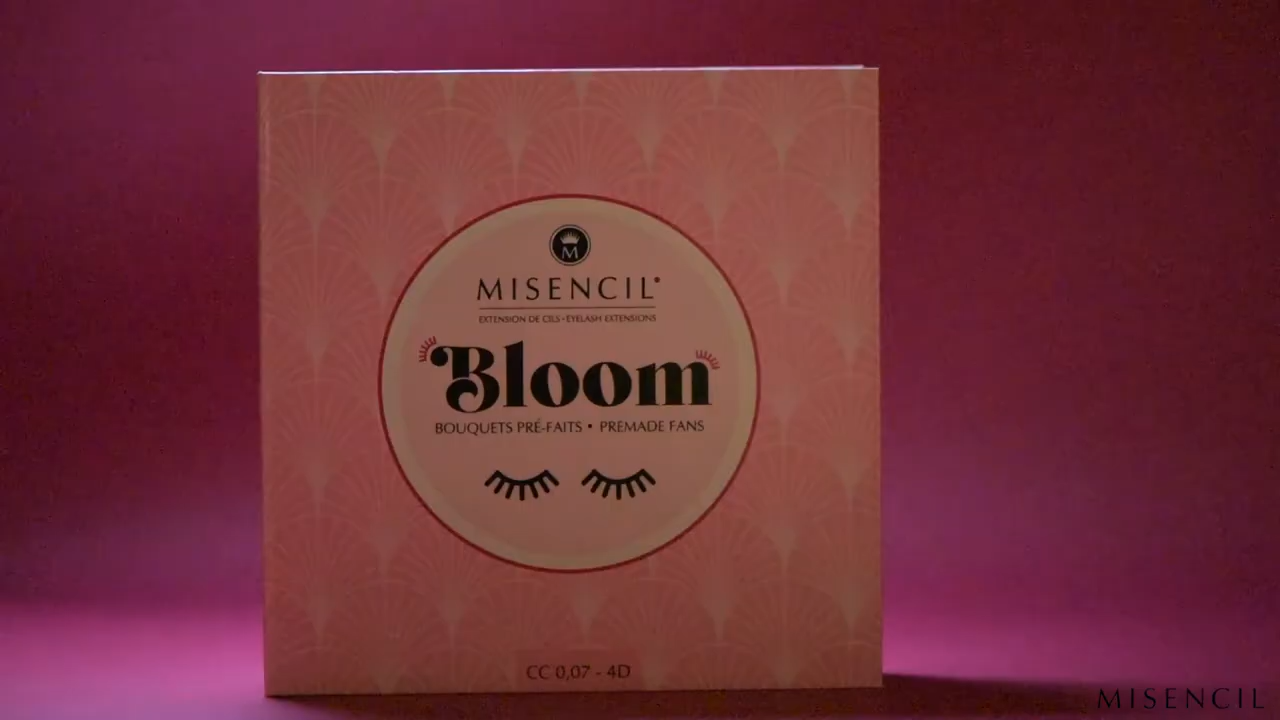 M
MISENCIL
EXTENSION DE CILS • EYELASH EXTENSIONS
Bloom
BOUQUETS PRÉ-FAITS • PREMADE FANS
CC 0,07 - 4D
MISENCIL